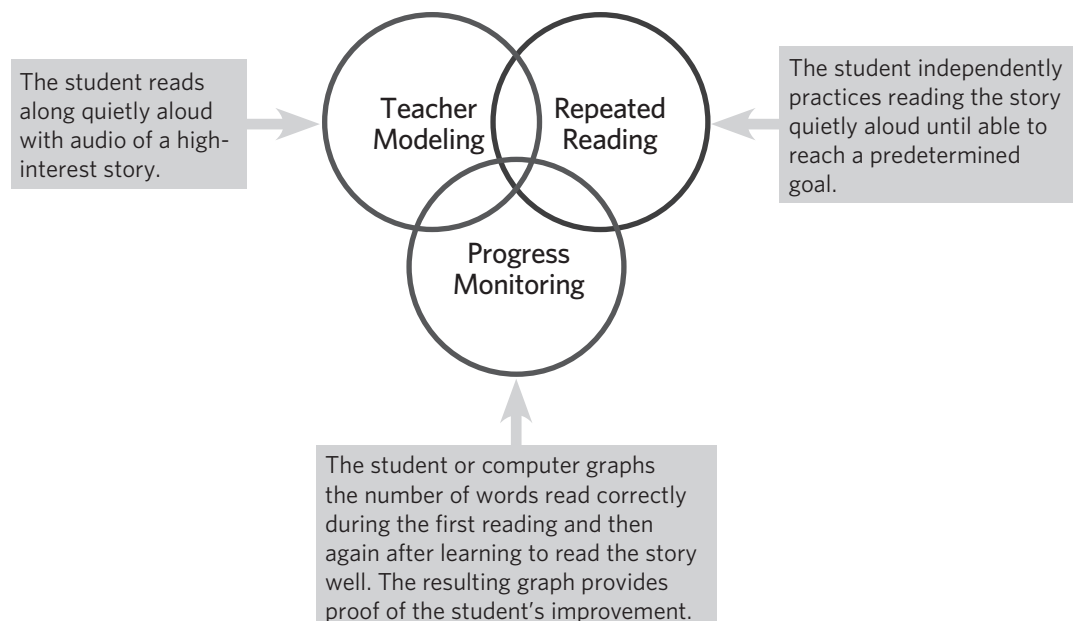 The student reads
along quietly aloud
with audio of a high-
interest story.
Teacher
Modeling
Repeated
Reading
The student independently
practices reading the story
quietly aloud until able to
reach a predetermined
goal.
Progress
Monitoring
The student or computer graphs
the number of words read correctly
during the first reading and then
again after learning to read the story
well. The resulting graph provides
proof of the student’s improvement.